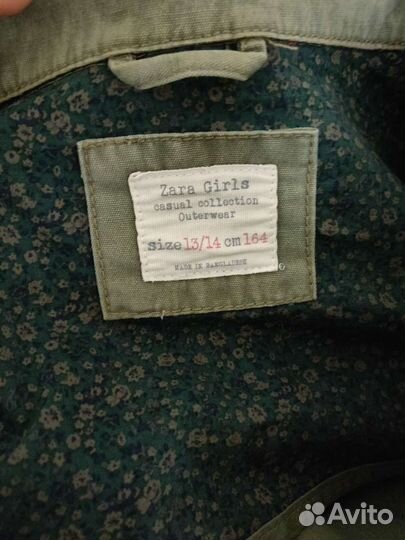 Zara Girls
casual collection
Outerwear
size 13/14 cm 164
MADE IN BANGLADESH
Avito